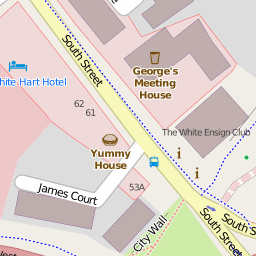 South Street
George's
Meeting
House
White Hart Hotel
62
61
The White Ensign Club
Yummy
House
James Court
53A
City Wall
South Street
South S